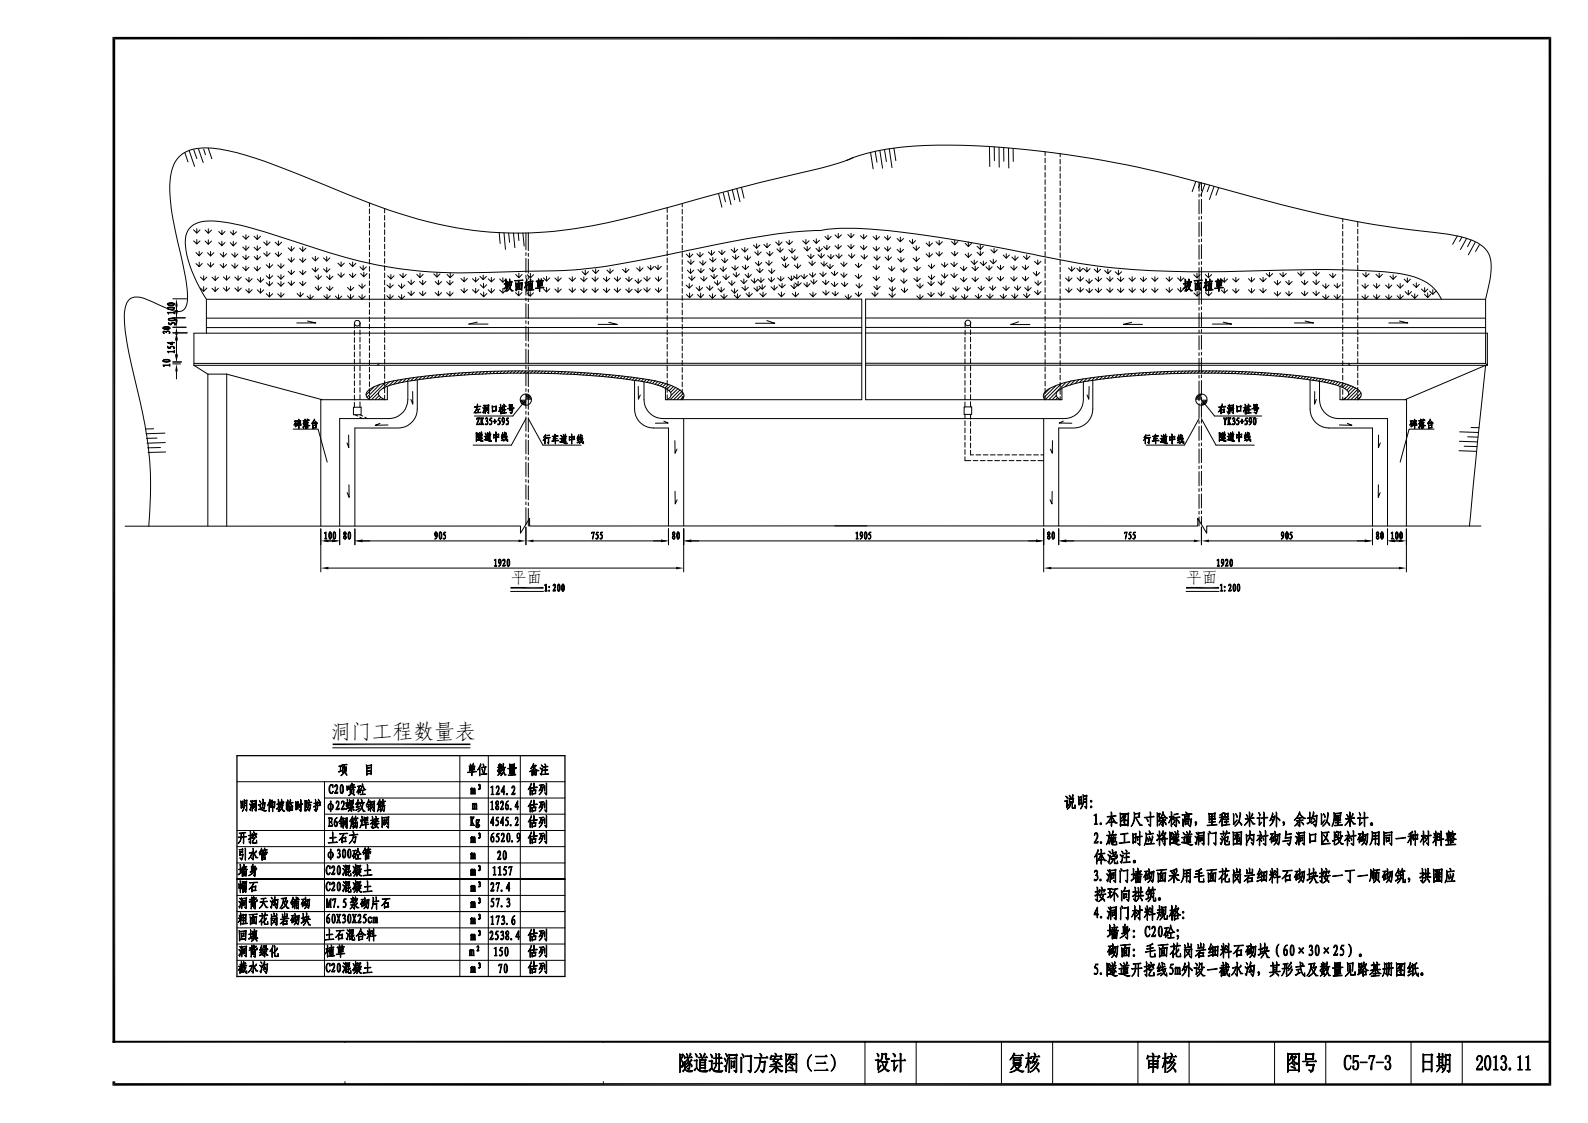 坡面植草
坡面植草
100
50
30
154
10
碎落台
左洞口桩号
ZK35+595
隧道中线
行车道中线
右洞口桩号
YK35+590
行车道中线
隧道中线
碎落台
100 80 905 755 80 1905 80 755 905 80 100
1920 1920
平面 1:200
平面 1:200
洞门工程数量表
项 目 单位 数量 备注
明洞边仰坡临时防护 C20喷砼 m³ 124.2 估列
ф22螺纹钢筋 m 1826.4 估列
E6钢筋焊接网 Kg 4545.2 估列
开挖 土石方 m³ 6520.9 估列
引水管 ф300砼管 m 20
墙身 C20混凝土 m³ 1157
帽石 C20混凝土 m³ 27.4
洞背天沟及铺砌 M7.5浆砌片石 m³ 57.3
粗面花岗岩砌块 60X30X25cm m³ 173.6
回填 土石混合料 m³ 2538.4 估列
洞背绿化 植草 m² 150 估列
截水沟 C20混凝土 m³ 70 估列
说明:
1.本图尺寸除标高，里程以米计外，余均以厘米计。
2.施工时应将隧道洞门范围内衬砌与洞口区段衬砌用同一种材料整
体浇注。
3.洞门墙砌面采用毛面花岗岩细料石砌块按一丁一顺砌筑，拱圈应
按环向拱筑。
4.洞门材料规格:
墙身: C20砼;
砌面: 毛面花岗岩细料石砌块(60×30×25)。
5.隧道开挖线5m外设一截水沟，其形式及数量见路基册图纸。
隧道进洞门方案图(三) 设计 复核 审核 图号 C5-7-3 日期 2013.11